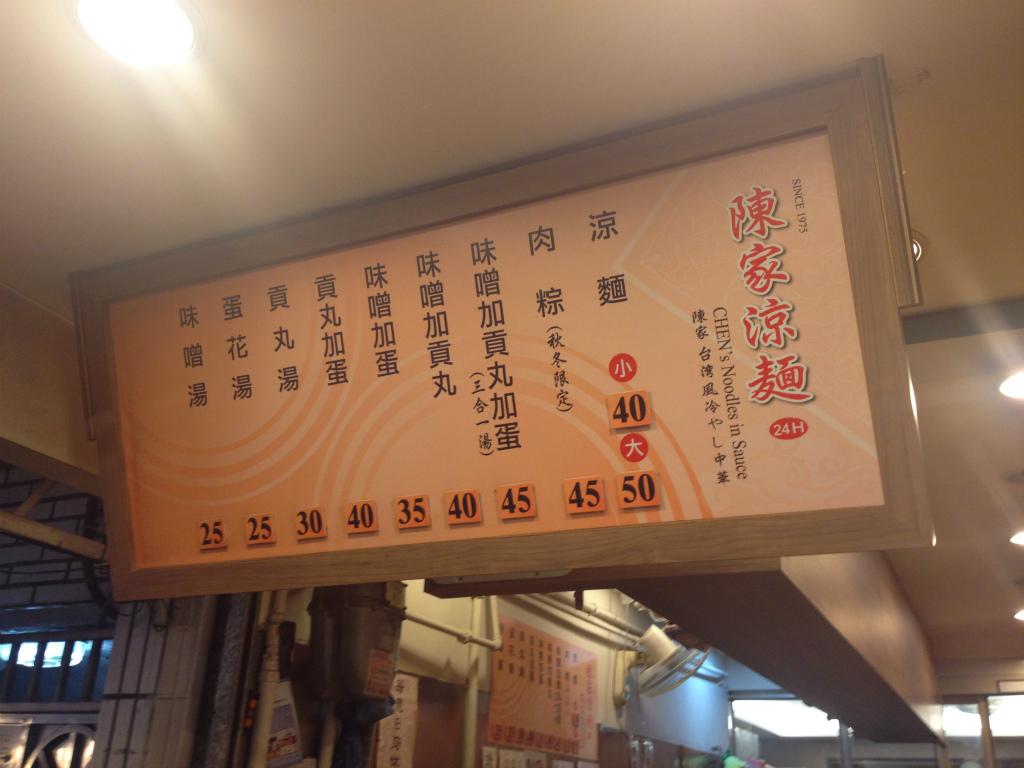 SINCE 1975
陳家涼麵
24H
CHEN's Noodles in Sauce
陳家 台湾風冷やし中華
涼麵
小
40
大
50
肉粽(秋冬限定)
45
味噌加貢丸加蛋
(三合一湯)
45
味噌加貢丸
40
味噌加蛋
35
貢丸加蛋
40
貢丸湯
30
蛋花湯
25
味噌湯
25